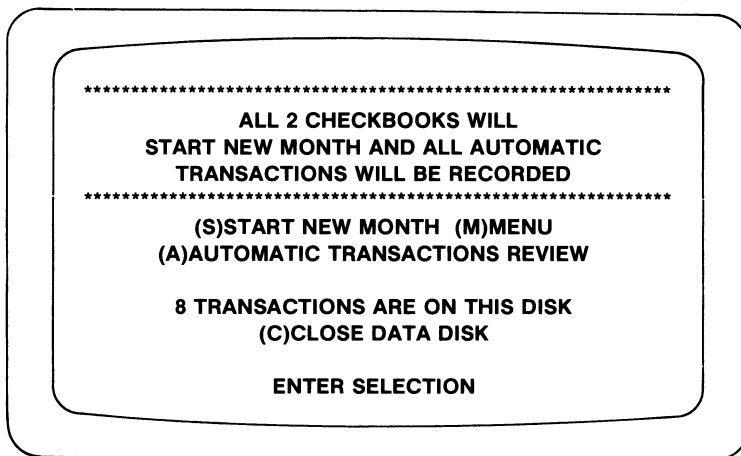 **************************************************************
ALL 2 CHECKBOOKS WILL
START NEW MONTH AND ALL AUTOMATIC
TRANSACTIONS WILL BE RECORDED
**************************************************************
(S)START NEW MONTH (M)MENU
(A)AUTOMATIC TRANSACTIONS REVIEW
8 TRANSACTIONS ARE ON THIS DISK
(C)CLOSE DATA DISK
ENTER SELECTION